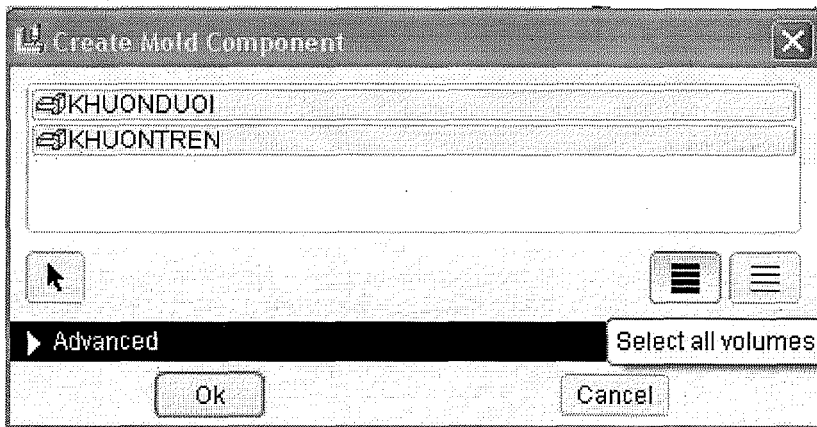 Create Mold Component
KHUONDUOI
KHUONTREN
Advanced
Select all volumes
Ok
Cancel